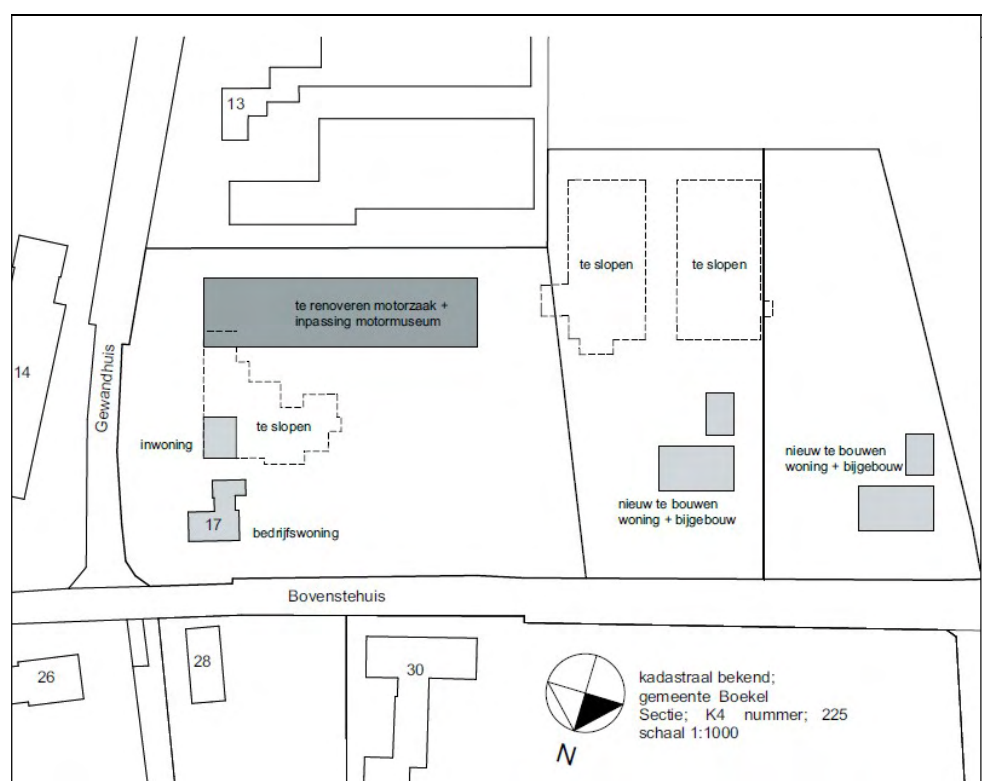 13
te slopen
te slopen
te renoveren motorzaak +
inpassing motormuseum
14
Gewandhuis
inwoning
te slopen
nieuw te bouwen
woning + bijgebouw
nieuw te bouwen
woning + bijgebouw
17
bedrijfswoning
Bovenstehuis
26
28
30
kadastraal bekend;
gemeente Boekel
Sectie; K4 nummer; 225
schaal 1:1000
N